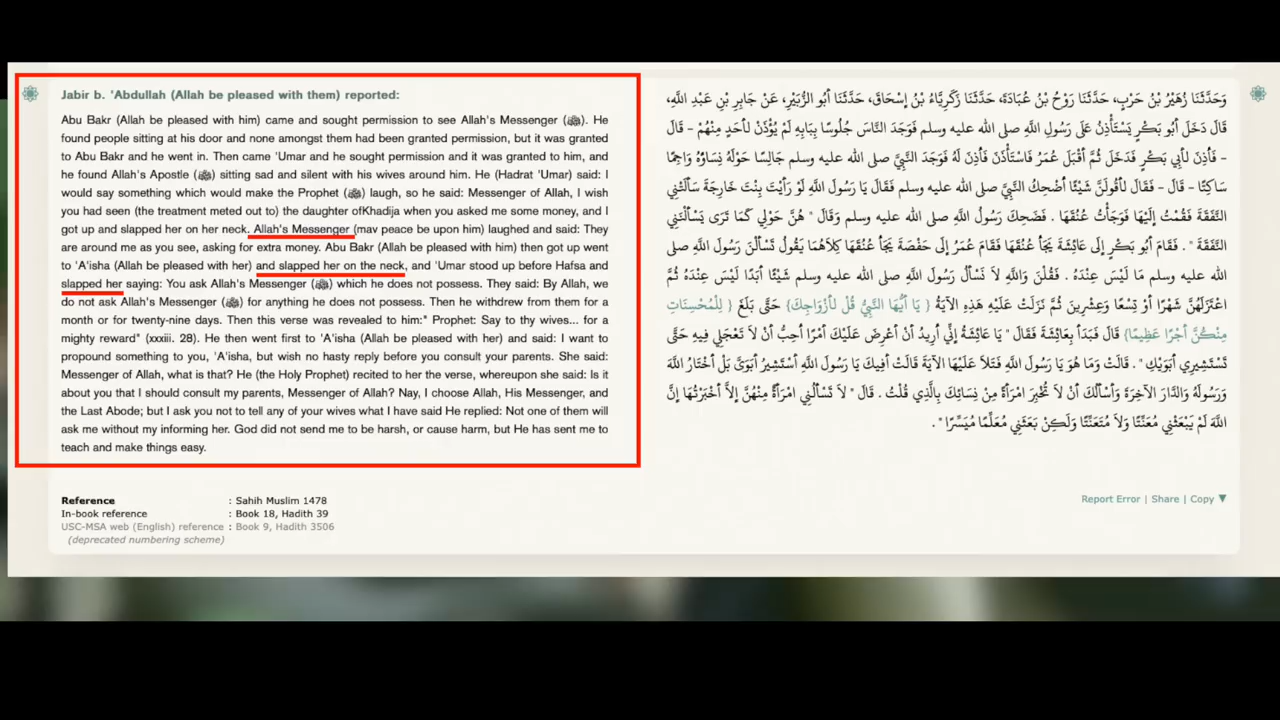 Jabir b. 'Abdullah (Allah be pleased with them) reported:
Abu Bakr (Allah be pleased with him) came and sought permission to see Allah's Messenger (ﷺ). He
found people sitting at his door and none amongst them had been granted permission, but it was granted
to Abu Bakr and he went in. Then came 'Umar and he sought permission and it was granted to him, and
he found Allah's Apostle (ﷺ) sitting sad and silent with his wives around him. He (Hadrat 'Umar) said: I
would say something which would make the Prophet (ﷺ) laugh, so he said: Messenger of Allah, I wish
you had seen (the treatment meted out to) the daughter ofKhadija when you asked me some money, and I
got up and slapped her on her neck. Allah's Messenger (mav peace be upon him) laughed and said: They
are around me as you see, asking for extra money. Abu Bakr (Allah be pleased with him) then got up went
to 'A'isha (Allah be pleased with her) and slapped her on the neck, and 'Umar stood up before Hafsa and
slapped her saying: You ask Allah's Messenger (ﷺ) which he does not possess. They said: By Allah, we
do not ask Allah's Messenger (ﷺ) for anything he does not possess. Then he withdrew from them for a
month or for twenty-nine days. Then this verse was revealed to him:" Prophet: Say to thy wives... for a
mighty reward" (xxxiii. 28). He then went first to 'A'isha (Allah be pleased with her) and said: I want to
propound something to you, 'A'isha, but wish no hasty reply before you consult your parents. She said:
Messenger of Allah, what is that? He (the Holy Prophet) recited to her the verse, whereupon she said: Is it
about you that I should consult my parents, Messenger of Allah? Nay, I choose Allah, His Messenger, and
the Last Abode; but I ask you not to tell any of your wives what I have said He replied: Not one of them will
ask me without my informing her. God did not send me to be harsh, or cause harm, but He has sent me to
teach and make things easy.
وَحَدَّثَنَا زُهَيْرُ بْنُ حَرْبٍ، حَدَّثَنَا رَوْحُ بْنُ عُبَادَةَ، حَدَّثَنَا زَكَرِيَّاءُ بْنُ إِسْحَاقَ، حَدَّثَنَا أَبُو الزُّبَيْرِ، عَنْ جَابِرِ بْنِ عَبْدِ اللَّهِ،
قَالَ دَخَلَ أَبُو بَكْرٍ يَسْتَأْذِنُ عَلَى رَسُولِ اللَّهِ صلى الله عليه وسلم فَوَجَدَ النَّاسَ جُلُوسًا بِبَابِهِ لَمْ يُؤْذَنْ لأَحَدٍ مِنْهُمْ - قَالَ
- فَأُذِنَ لأَبِي بَكْرٍ فَدَخَلَ ثُمَّ أَقْبَلَ عُمَرُ فَاسْتَأْذَنَ فَأُذِنَ لَهُ فَوَجَدَ النَّبِيَّ صلى الله عليه وسلم جَالِسًا حَوْلَهُ نِسَاؤُهُ وَاجِمًا
سَاكِتًا - قَالَ - فَقَالَ لأَقُولَنَّ شَيْئًا أُضْحِكُ النَّبِيَّ صلى الله عليه وسلم فَقَالَ يَا رَسُولَ اللَّهِ لَوْ رَأَيْتَ بِنْتَ خَارِجَةَ سَأَلَتْنِي
النَّفَقَةَ فَقُمْتُ إِلَيْهَا فَوَجَأْتُ عُنُقَهَا ‏.‏ فَضَحِكَ رَسُولُ اللَّهِ صلى الله عليه وسلم وَقَالَ " هُنَّ حَوْلِي كَمَا تَرَى يَسْأَلْنَنِي
النَّفَقَةَ " . فَقَامَ أَبُو بَكْرٍ إِلَى عَائِشَةَ يَجَأُ عُنُقَهَا فَقَامَ عُمَرُ إِلَى حَفْصَةَ يَجَأُ عُنُقَهَا كِلاَهُمَا يَقُولُ تَسْأَلْنَ رَسُولَ اللَّهِ صلى
الله عليه وسلم مَا لَيْسَ عِنْدَهُ . فَقُلْنَ وَاللَّهِ لاَ نَسْأَلُ رَسُولَ اللَّهِ صلى الله عليه وسلم شَيْئًا أَبَدًا لَيْسَ عِنْدَهُ ثُمَّ
اعْتَزَلَهُنَّ شَهْرًا أَوْ تِسْعًا وَعِشْرِينَ ثُمَّ نَزَلَتْ عَلَيْهِ هَذِهِ الآيَةُ { يَا أَيُّهَا النَّبِيُّ قُلْ لأَزْوَاجِكَ} حَتَّى بَلَغَ { لِلْمُحْسِنَاتِ
مِنْكُنَّ أَجْرًا عَظِيمًا} قَالَ فَبَدَأَ بِعَائِشَةَ فَقَالَ " يَا عَائِشَةُ إِنِّي أُرِيدُ أَنْ أَعْرِضَ عَلَيْكِ أَمْرًا أُحِبُّ أَنْ لاَ تَعْجَلِي فِيهِ حَتَّى
تَسْتَشِيرِي أَبَوَيْكِ " . قَالَتْ وَمَا هُوَ يَا رَسُولَ اللَّهِ فَتَلاَ عَلَيْهَا الآيَةَ قَالَتْ أَفِيكَ يَا رَسُولَ اللَّهِ أَسْتَشِيرُ أَبَوَىَّ بَلْ أَخْتَارُ اللَّهَ
وَرَسُولَهُ وَالدَّارَ الآخِرَةَ وَأَسْأَلُكَ أَنْ لاَ تُخْبِرَ امْرَأَةً مِنْ نِسَائِكَ بِالَّذِي قُلْتُ . قَالَ " لاَ تَسْأَلُنِي امْرَأَةٌ مِنْهُنَّ إِلاَّ أَخْبَرْتُهَا إِنَّ
اللَّهَ لَمْ يَبْعَثْنِي مُعَنِّتًا وَلاَ مُتَعَنِّتًا وَلَكِنْ بَعَثَنِي مُعَلِّمًا مُيَسِّرًا " .
Reference : Sahih Muslim 1478
In-book reference : Book 18, Hadith 39
USC-MSA web (English) reference : Book 9, Hadith 3506
(deprecated numbering scheme)
Report Error | Share | Copy ▼